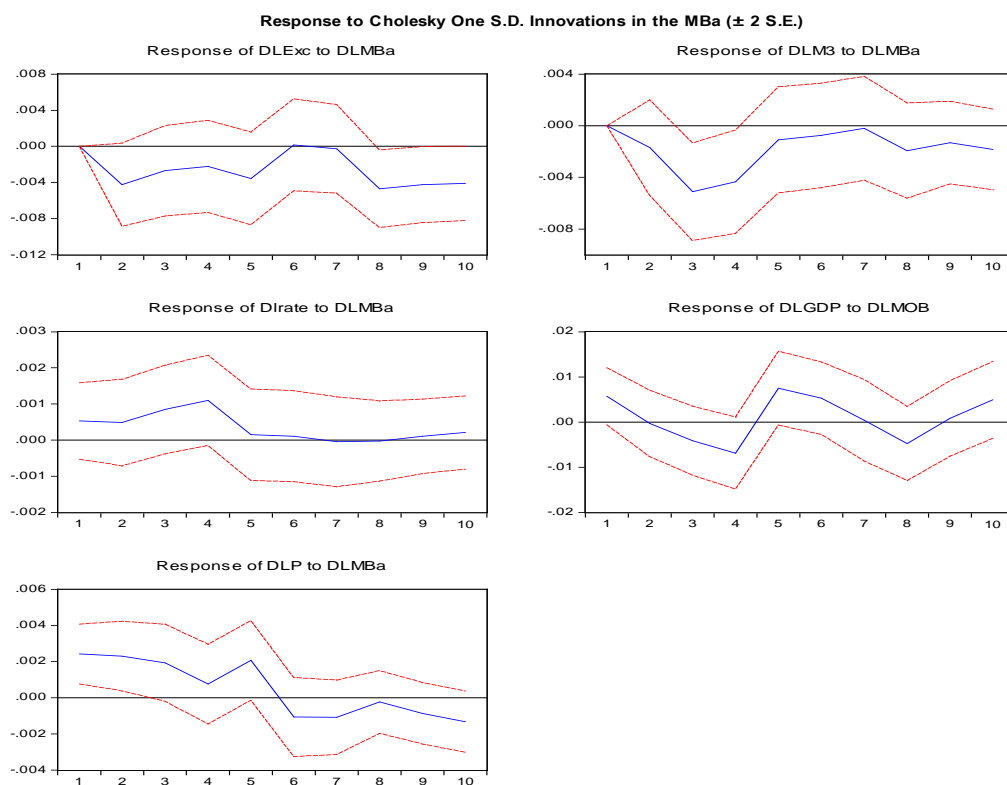 Response to Cholesky One S.D. Innovations in the MBa (± 2 S.E.)
Response of DLExc to DLMBa
.008
.004
.000
-.004
-.008
-.012
1 2 3 4 5 6 7 8 9 10
Response of DLM3 to DLMBa
.004
.000
-.004
-.008
1 2 3 4 5 6 7 8 9 10
Response of DIrate to DLMBa
.003
.002
.001
.000
-.001
-.002
1 2 3 4 5 6 7 8 9 10
Response of DLGDP to DLMOB
.02
.01
.00
-.01
-.02
1 2 3 4 5 6 7 8 9 10
Response of DLP to DLMBa
.006
.004
.002
.000
-.002
-.004
1 2 3 4 5 6 7 8 9 10